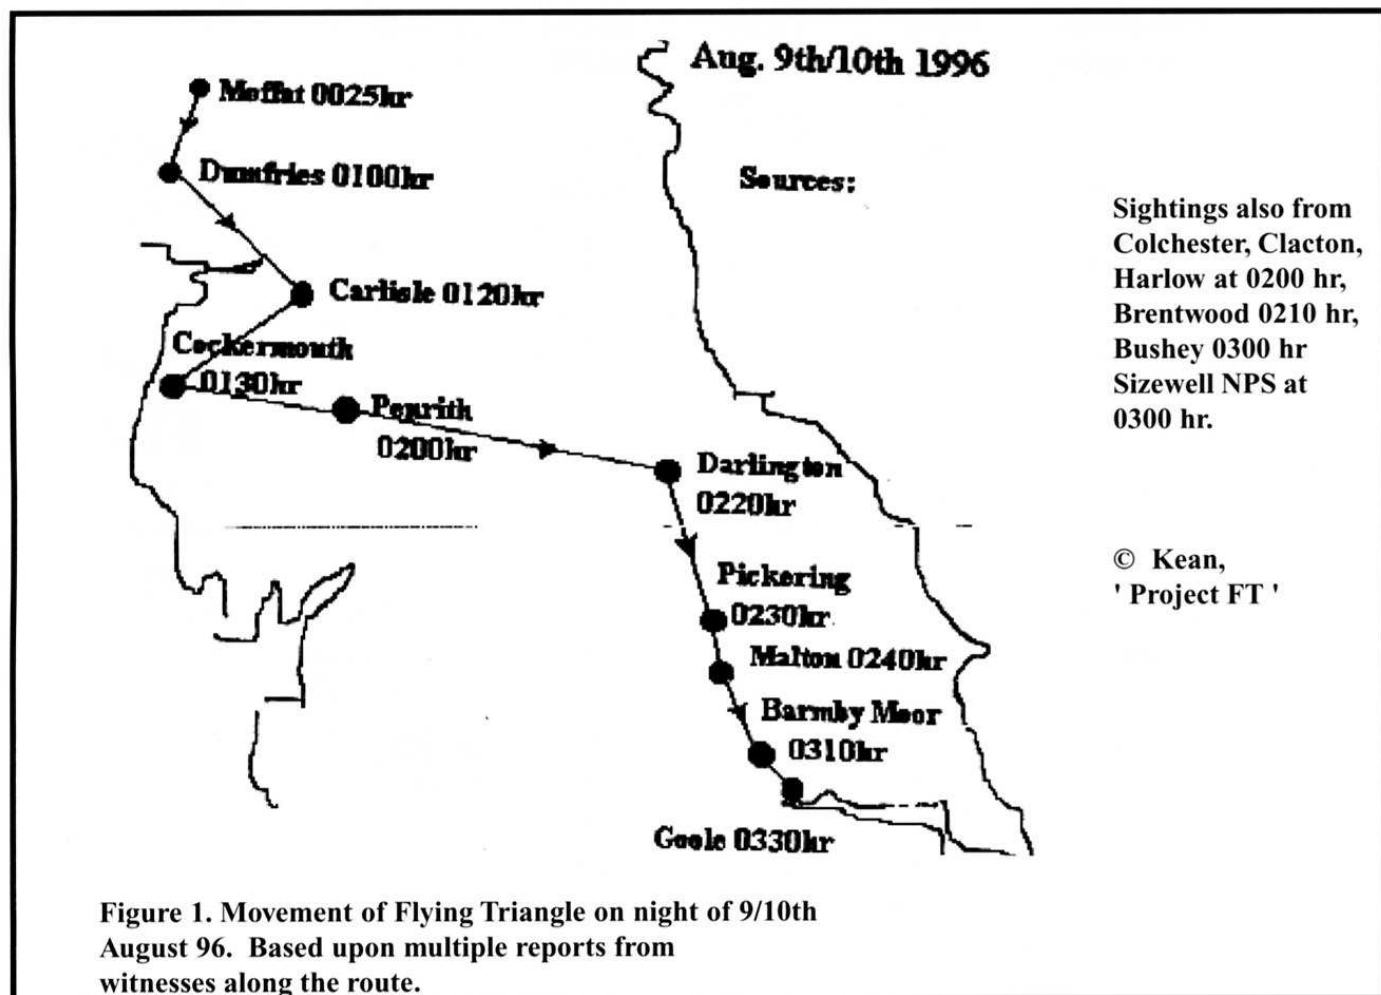 Aug. 9th/10th 1996
Moffat 0025hr
Dumfries 0100hr
Sources:
Carlisle 0120hr
Cockermouth
0130hr
Penrith
0200hr
Darlington
0220hr
Pickering
0230hr
Malton 0240hr
Barmby Moor
0310hr
Goole 0330hr
Sightings also from
Colchester, Clacton,
Harlow at 0200 hr,
Brentwood 0210 hr,
Bushey 0300 hr
Sizewell NPS at
0300 hr.
© Kean,
' Project FT '
Figure 1. Movement of Flying Triangle on night of 9/10th
August 96. Based upon multiple reports from
witnesses along the route.